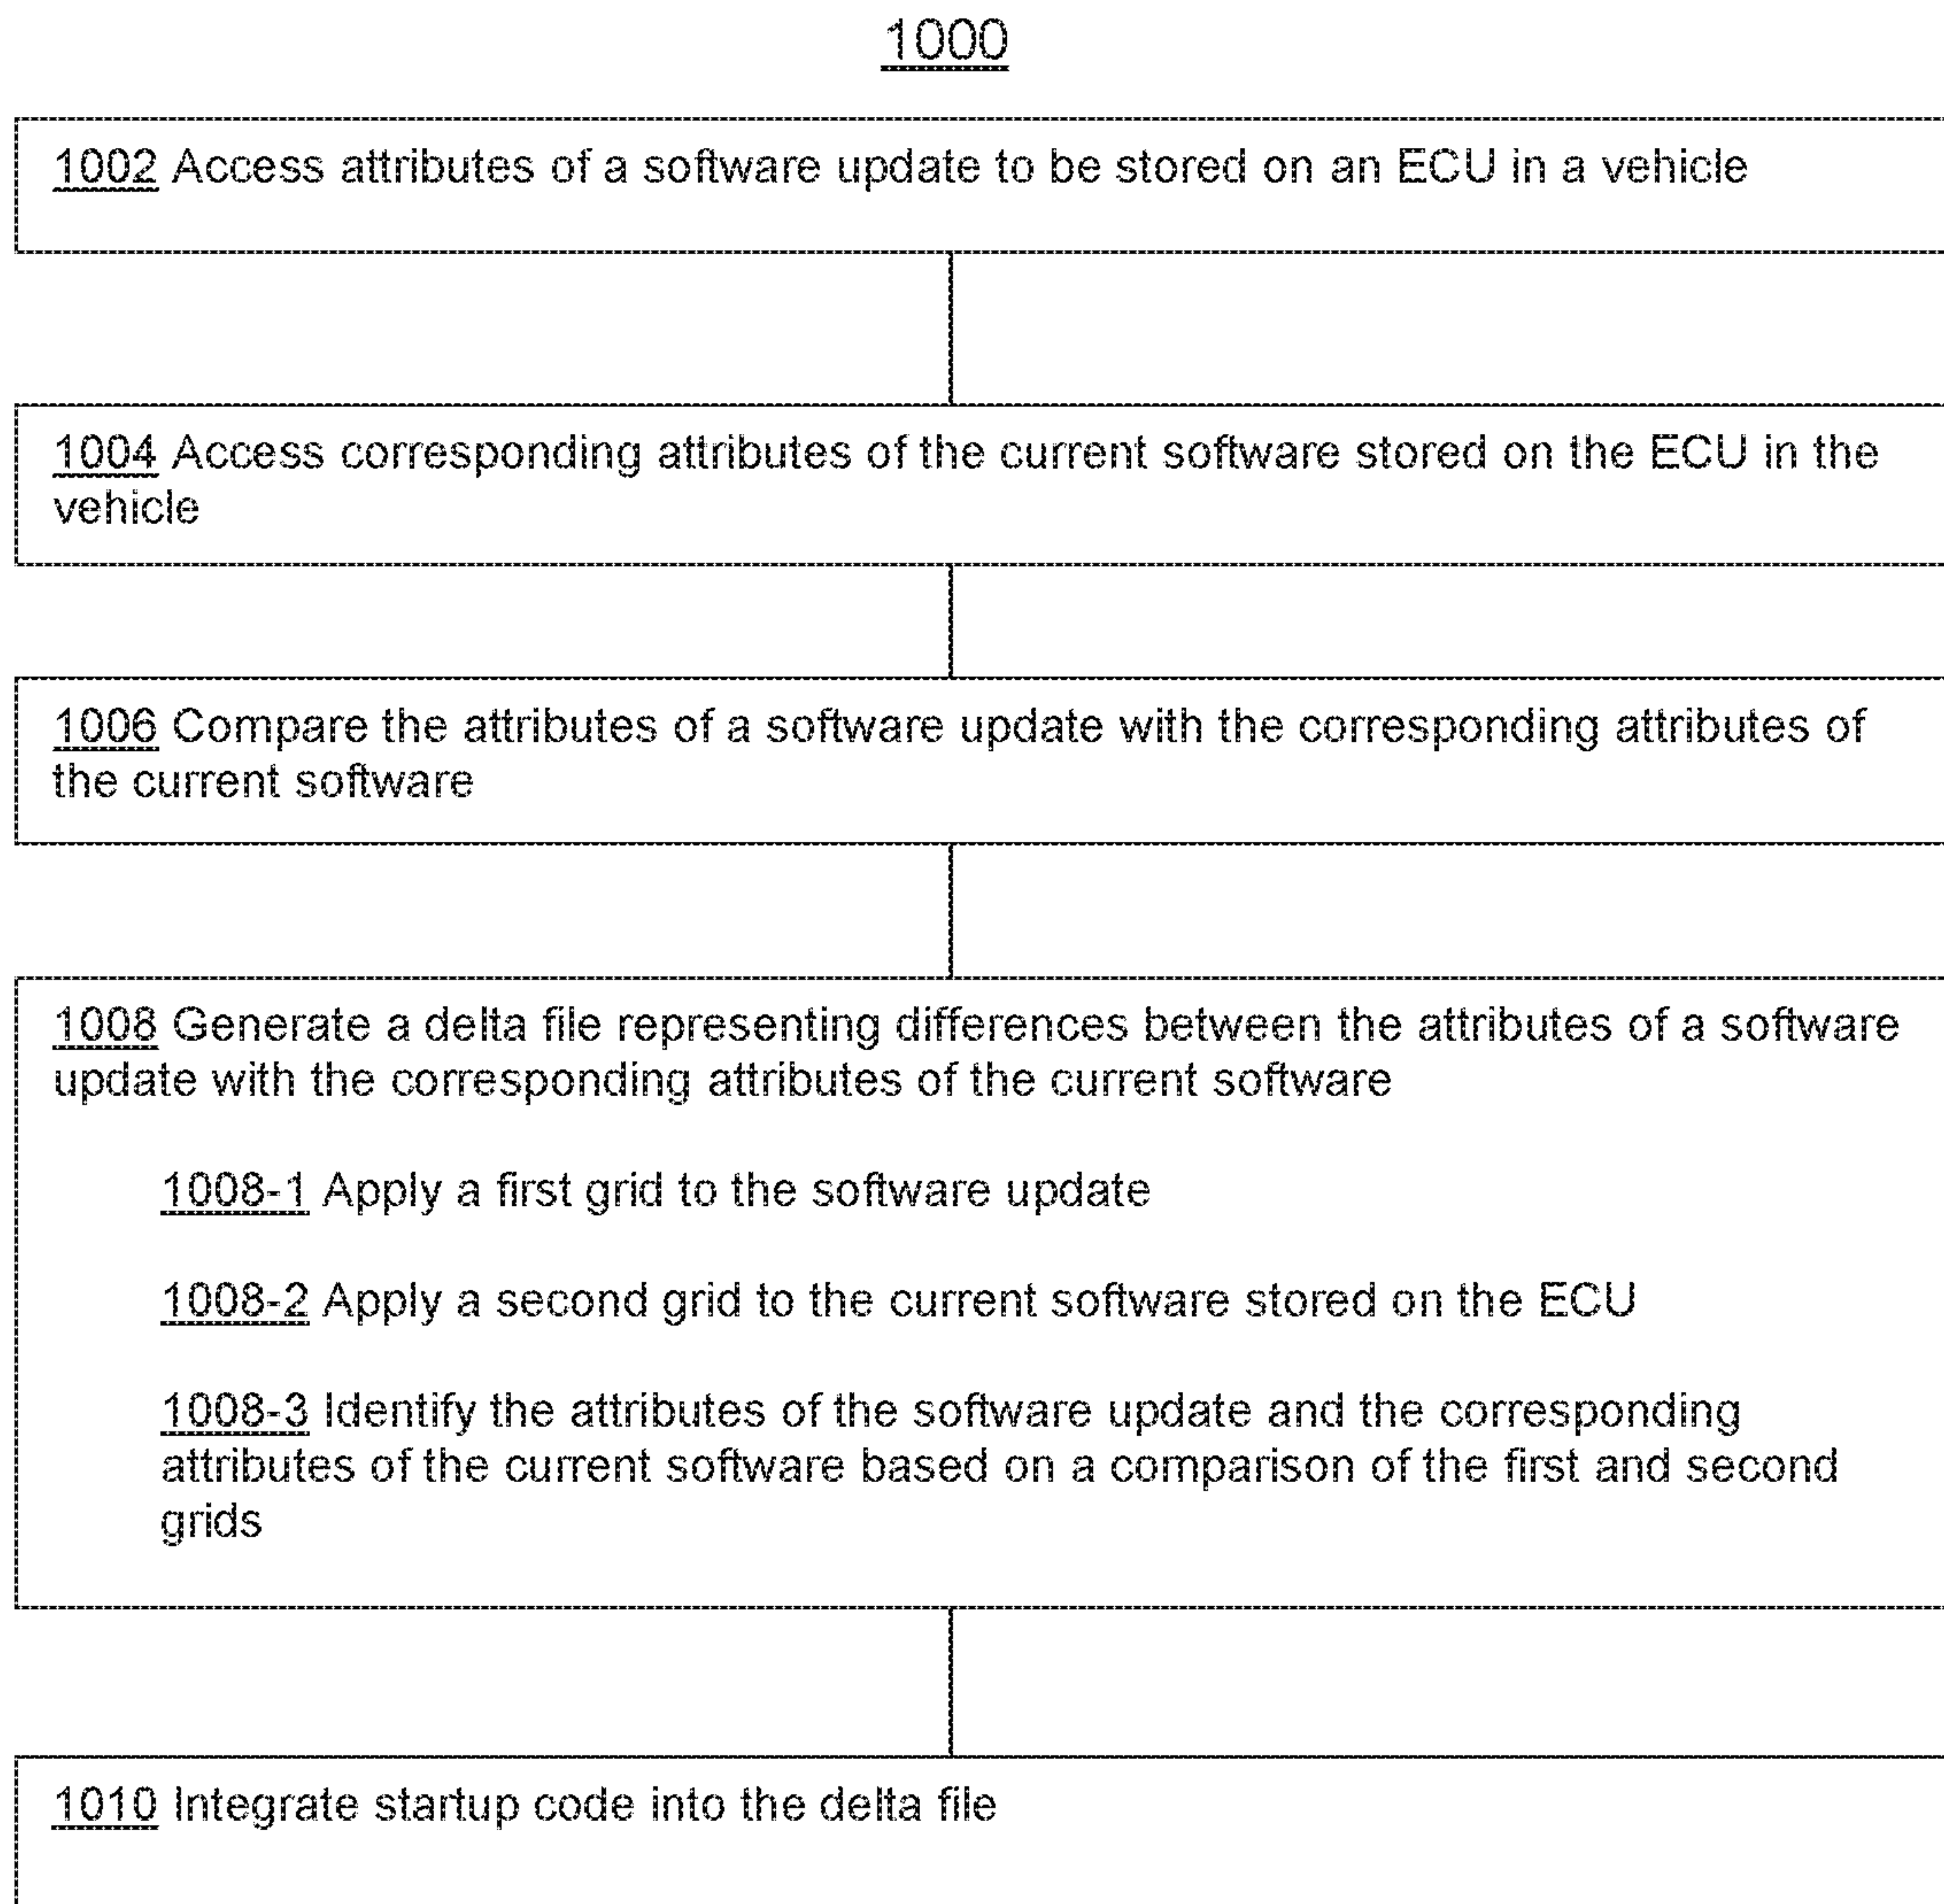 1000
1002 Access attributes of a software update to be stored on an ECU in a vehicle
1004 Access corresponding attributes of the current software stored on the ECU in the
vehicle
1006 Compare the attributes of a software update with the corresponding attributes of
the current software
1008 Generate a delta file representing differences between the attributes of a software
update with the corresponding attributes of the current software
1008-1 Apply a first grid to the software update
1008-2 Apply a second grid to the current software stored on the ECU
1008-3 Identify the attributes of the software update and the corresponding
attributes of the current software based on a comparison of the first and second
grids
1010 Integrate startup code into the delta file